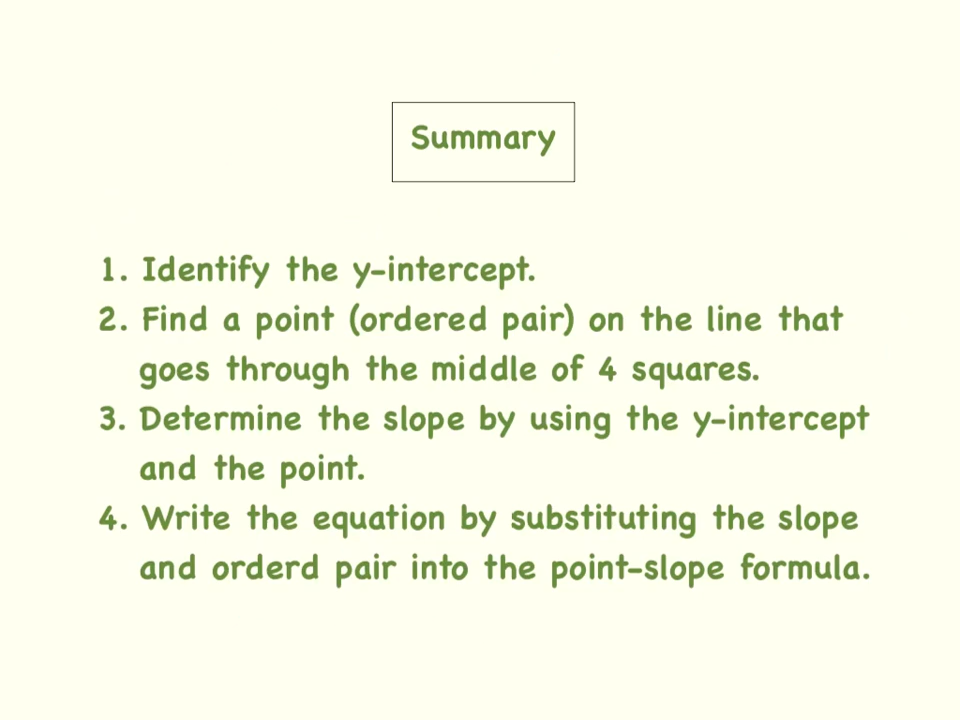 Summary
1. Identify the y-intercept.
2. Find a point (ordered pair) on the line that
goes through the middle of 4 squares.
3. Determine the slope by using the y-intercept
and the point.
4. Write the equation by substituting the slope
and orderd pair into the point-slope formula.